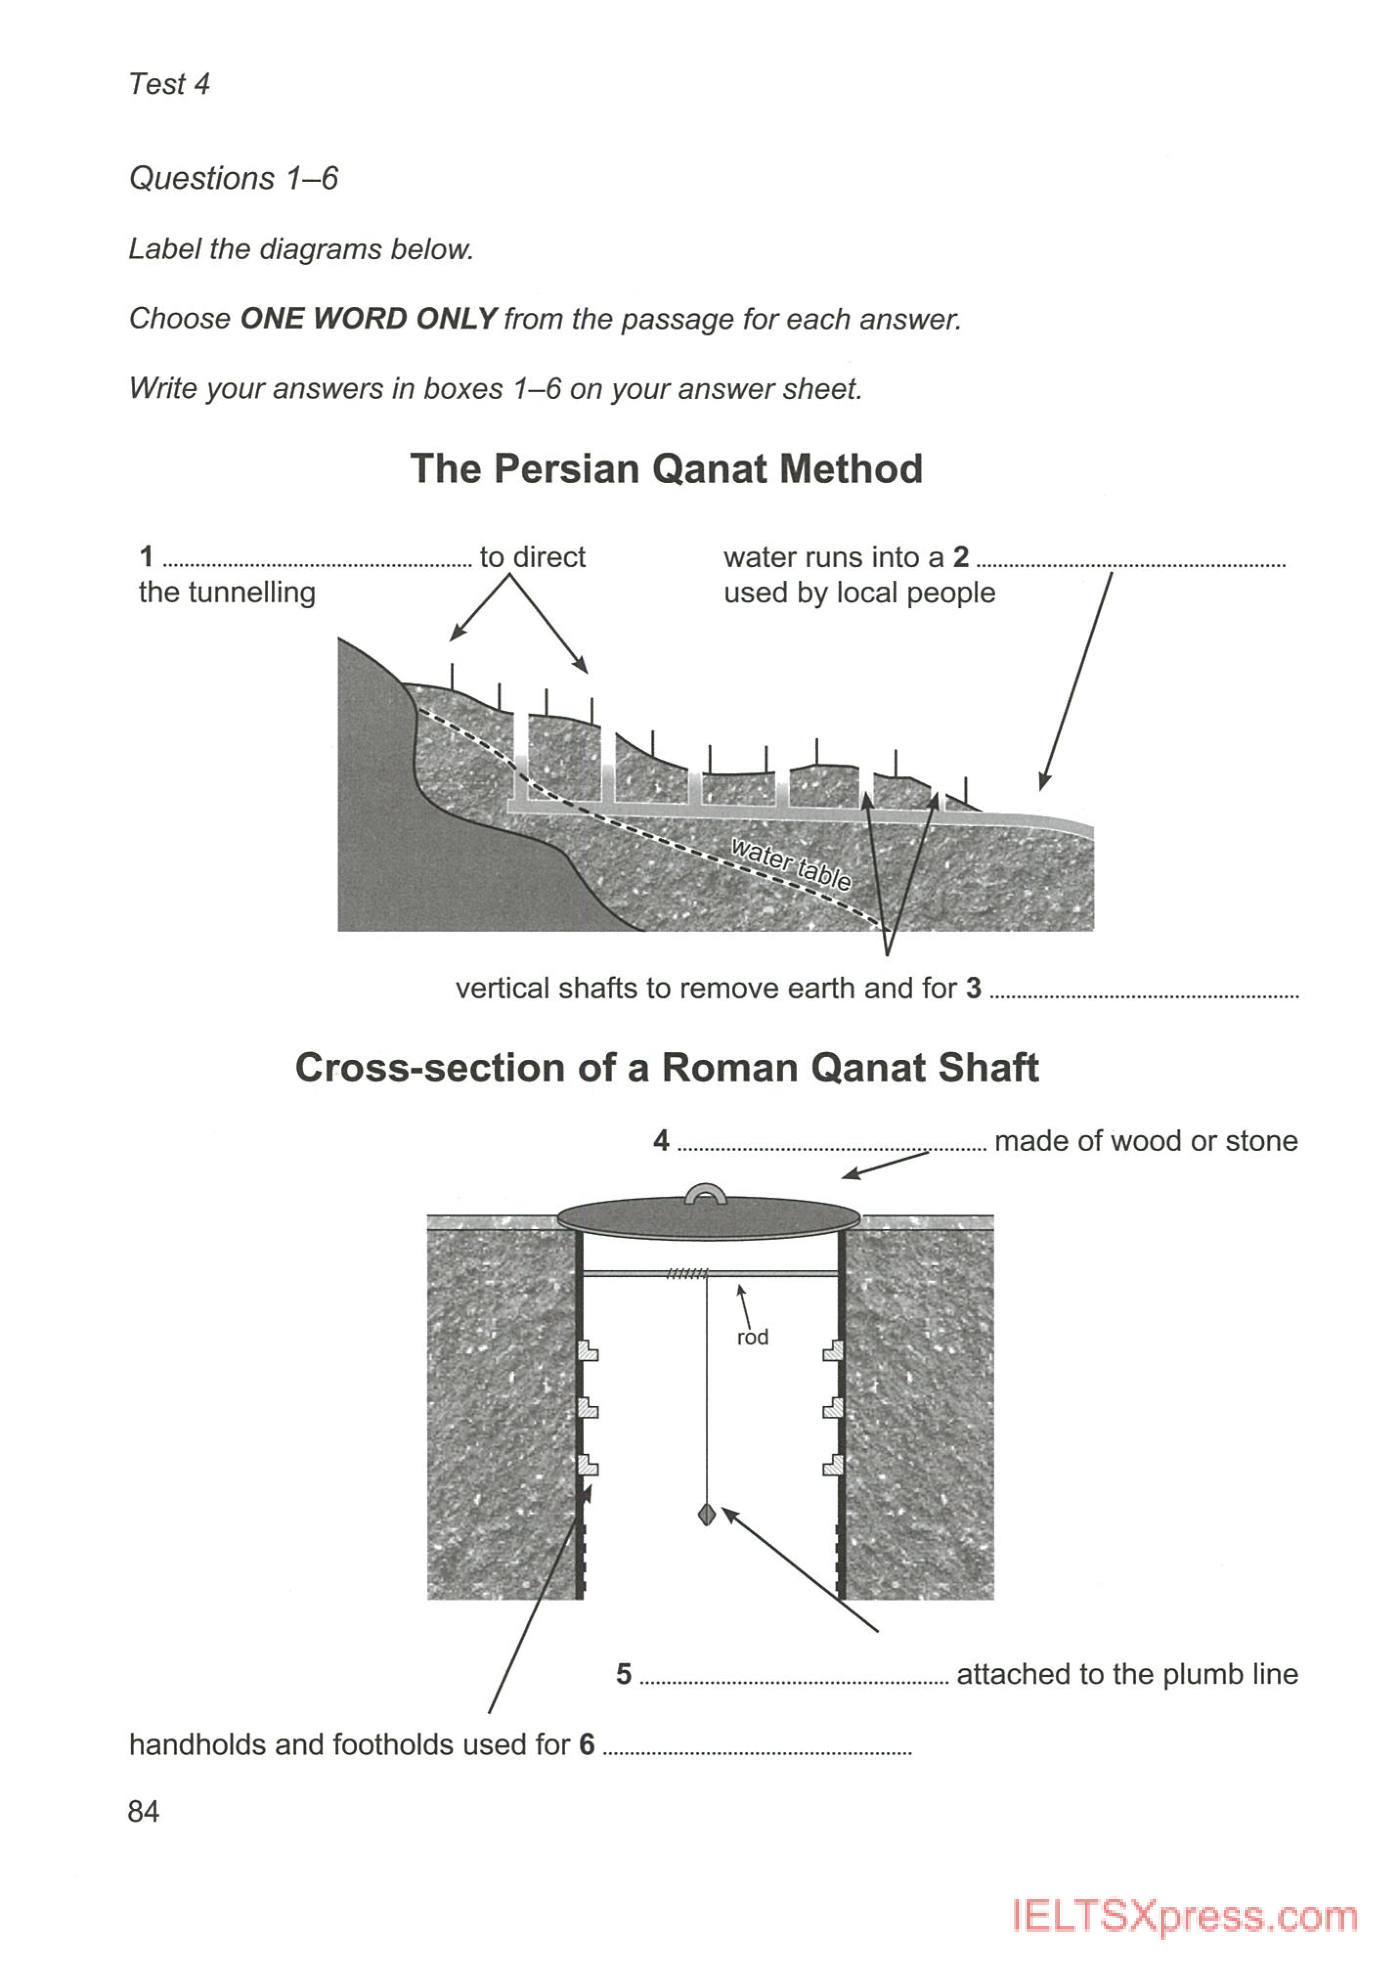 Test 4
Questions 1–6
Label the diagrams below.
Choose ONE WORD ONLY from the passage for each answer.
Write your answers in boxes 1–6 on your answer sheet.
The Persian Qanat Method
1 .......................................... to direct
the tunnelling
water runs into a 2 ..........................................
used by local people
water table
vertical shafts to remove earth and for 3 ..........................................
Cross-section of a Roman Qanat Shaft
4 .......................................... made of wood or stone
rod
5 .......................................... attached to the plumb line
handholds and footholds used for 6 ..........................................
84
IELTSXpress.com